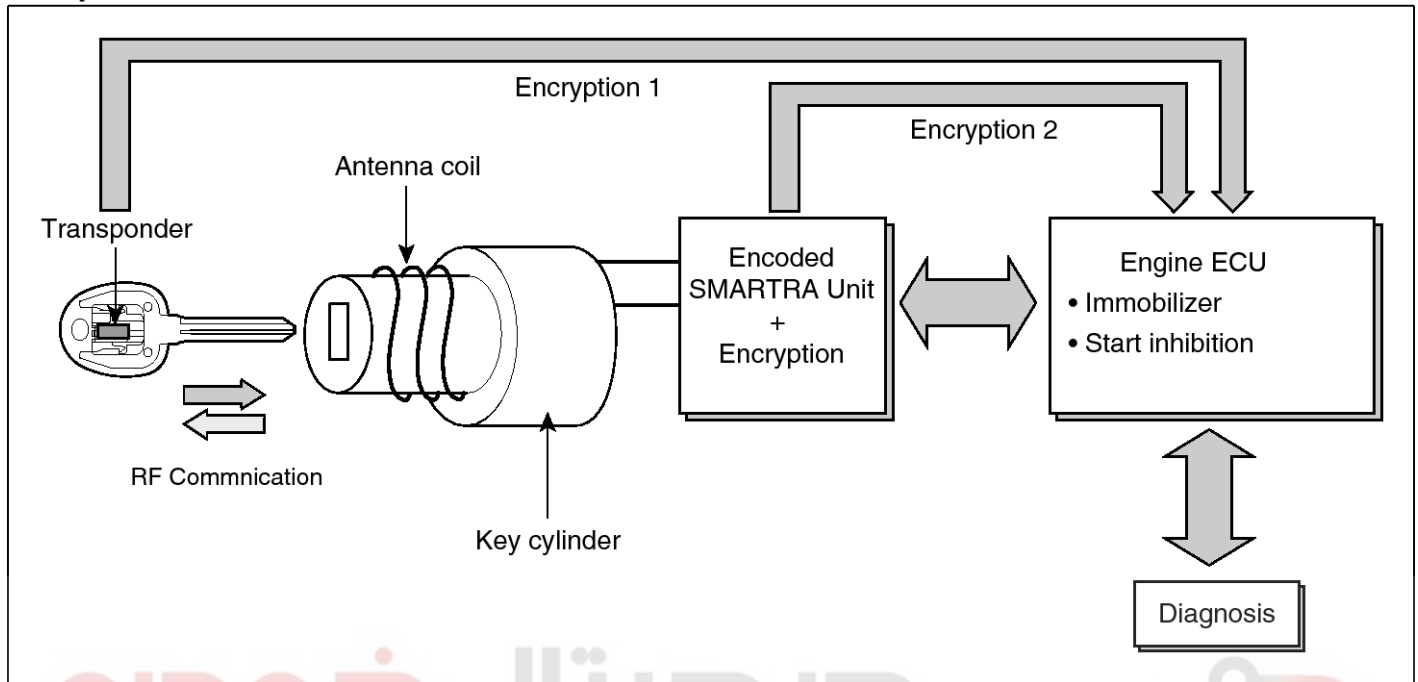 Encryption 1
Encryption 2
Antenna coil
Transponder
Encoded
SMARTRA Unit
+
Encryption
Engine ECU
• Immobilizer
• Start inhibition
RF Commnication
Key cylinder
Diagnosis